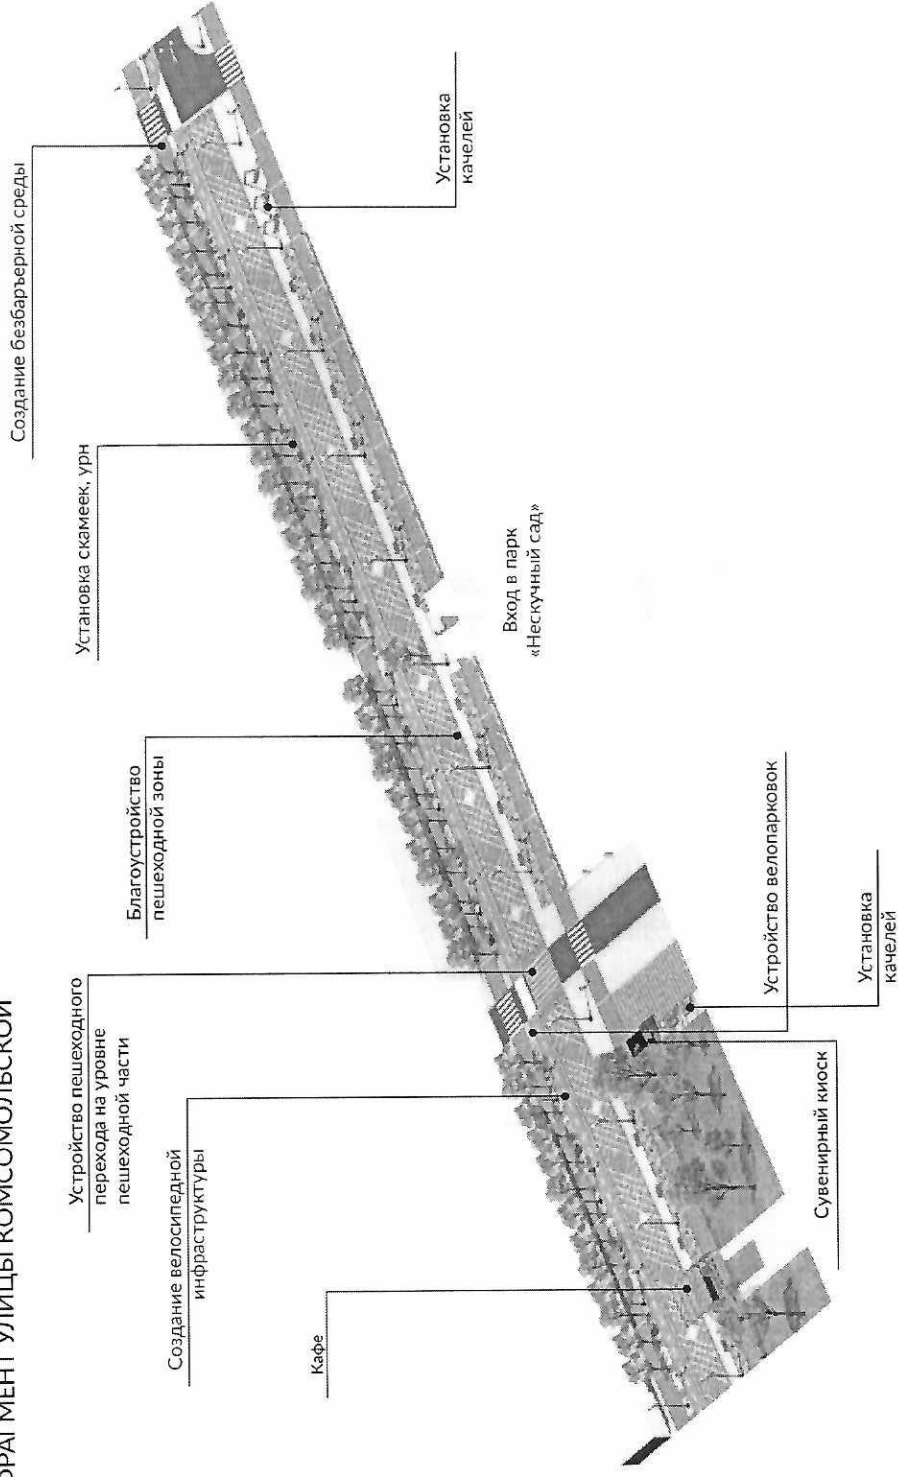 ФРАГМЕНТ УЛИЦЫ КОМСОМОЛЬСКОЙ
Кафе
Создание велосипедной
инфраструктуры
Устройство пешеходного
перехода на уровне
пешеходной части
Благоустройство
пешеходной зоны
Установка скамеек, урн
Создание безбаръерной среды
Сувенирный киоск
Установка
качелей
Устройство велопарковок
Вход в парк
«Нескучный сад»
Установка
качелей